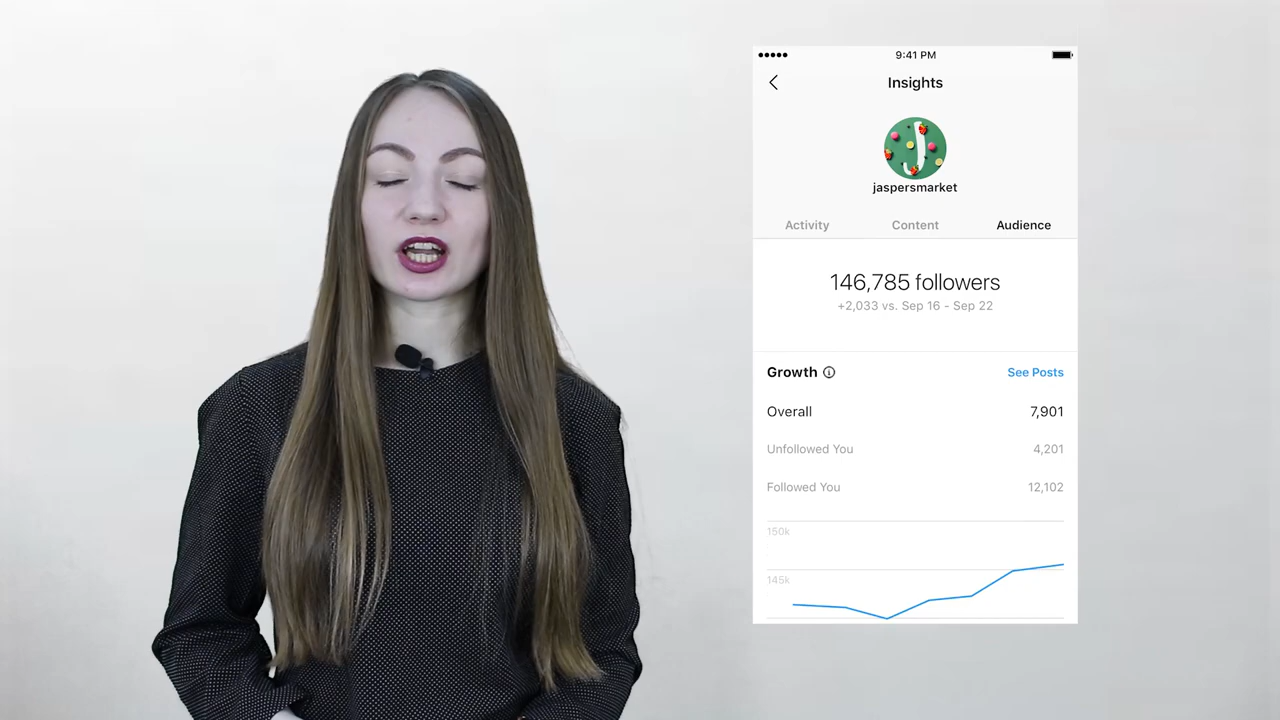 9:41 PM
Insights
jaspersmarket
Activity Content Audience
146,785 followers
+2,033 vs. Sep 16 - Sep 22
Growth See Posts
Overall 7,901
Unfollowed You 4,201
Followed You 12,102
150k
145k